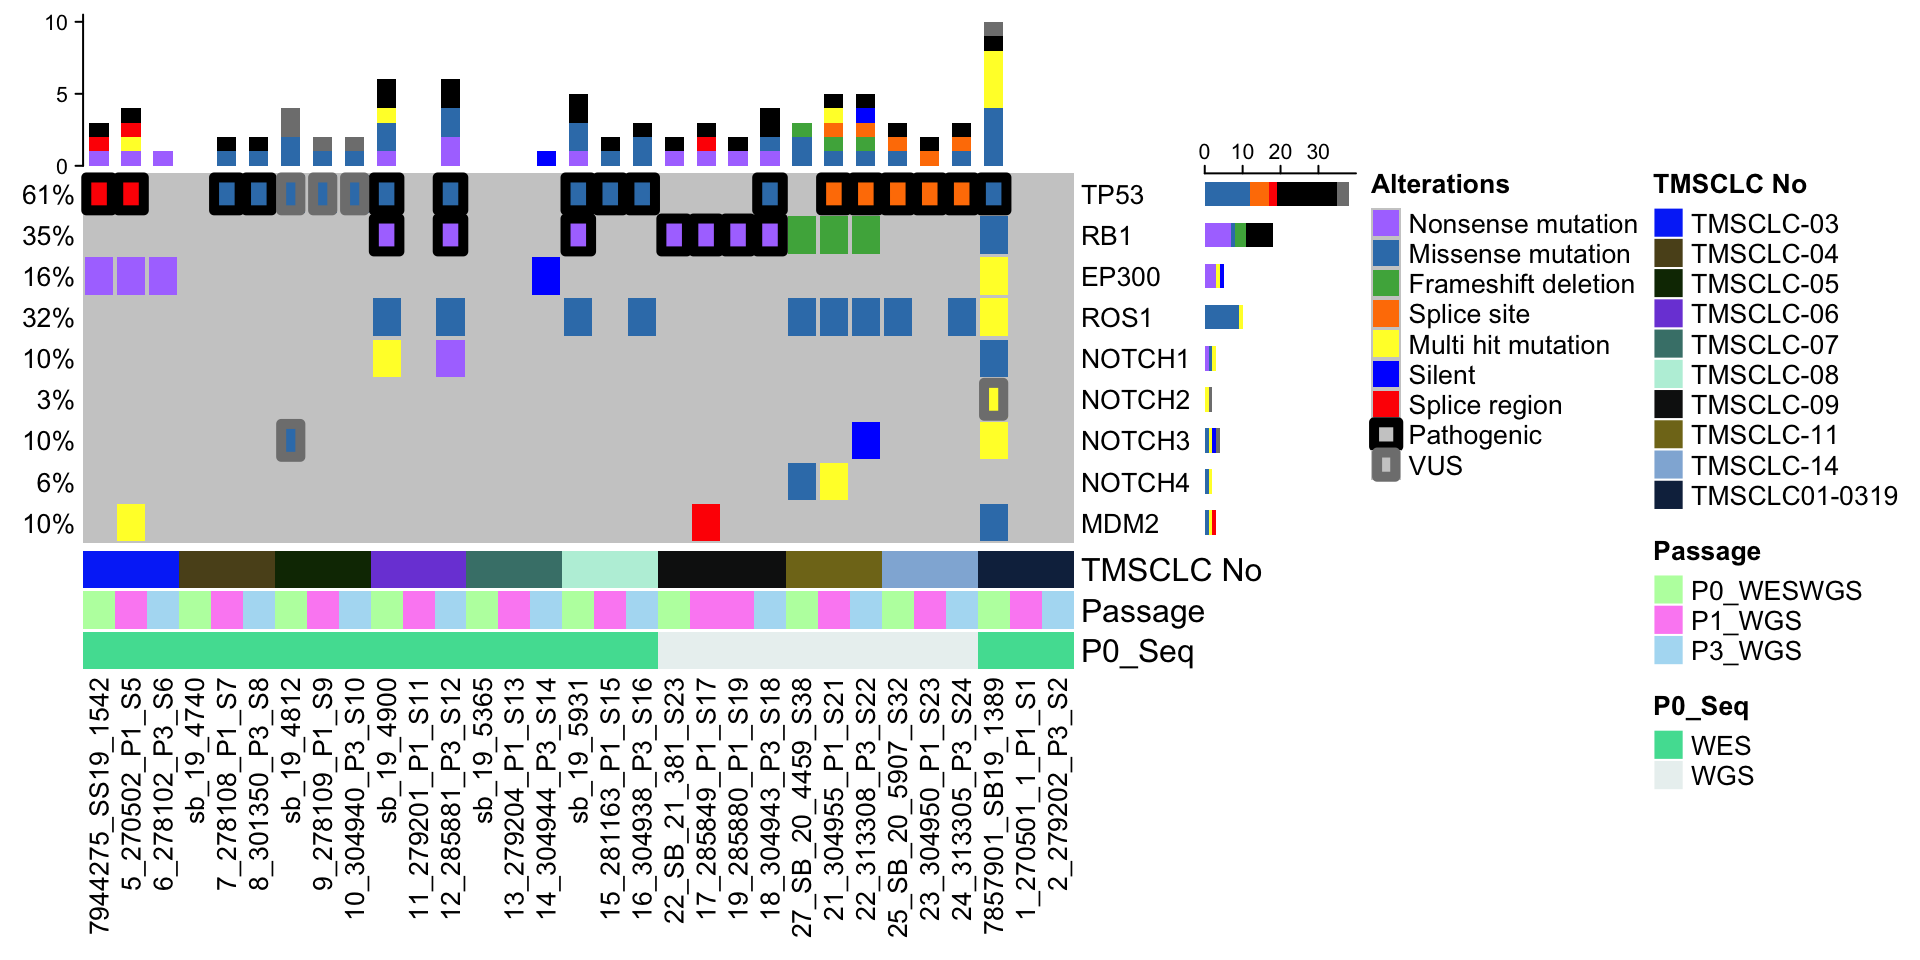 10
5
0
0 10 20 30
61% TP53
35% RB1
16% EP300
32% ROS1
10% NOTCH1
3% NOTCH2
10% NOTCH3
6% NOTCH4
10% MDM2
TMSCLC No
Passage
P0_Seq
7944275_SS19_1542
5_270502_P1_S5
6_278102_P3_S6
sb_19_4740
7_278108_P1_S7
8_301350_P3_S8
sb_19_4812
9_278109_P1_S9
10_304940_P3_S10
sb_19_4900
11_279201_P1_S11
12_285881_P3_S12
sb_19_5365
13_279204_P1_S13
14_304944_P3_S14
sb_19_5931
15_281163_P1_S15
16_304938_P3_S16
22_SB_21_381_S23
17_285849_P1_S17
19_285880_P1_S19
18_304943_P3_S18
27_SB_20_4459_S38
21_304955_P1_S21
22_313308_P3_S22
25_SB_20_5907_S32
23_304950_P1_S23
24_313305_P3_S24
7857901_SB19_1389
1_270501_1_P1_S1
2_279202_P3_S2
Alterations
Nonsense mutation
Missense mutation
Frameshift deletion
Splice site
Multi hit mutation
Silent
Splice region
Pathogenic
VUS
TMSCLC No
TMSCLC-03
TMSCLC-04
TMSCLC-05
TMSCLC-06
TMSCLC-07
TMSCLC-08
TMSCLC-09
TMSCLC-11
TMSCLC-14
TMSCLC01-0319
Passage
P0_WESWGS
P1_WGS
P3_WGS
P0_Seq
WES
WGS